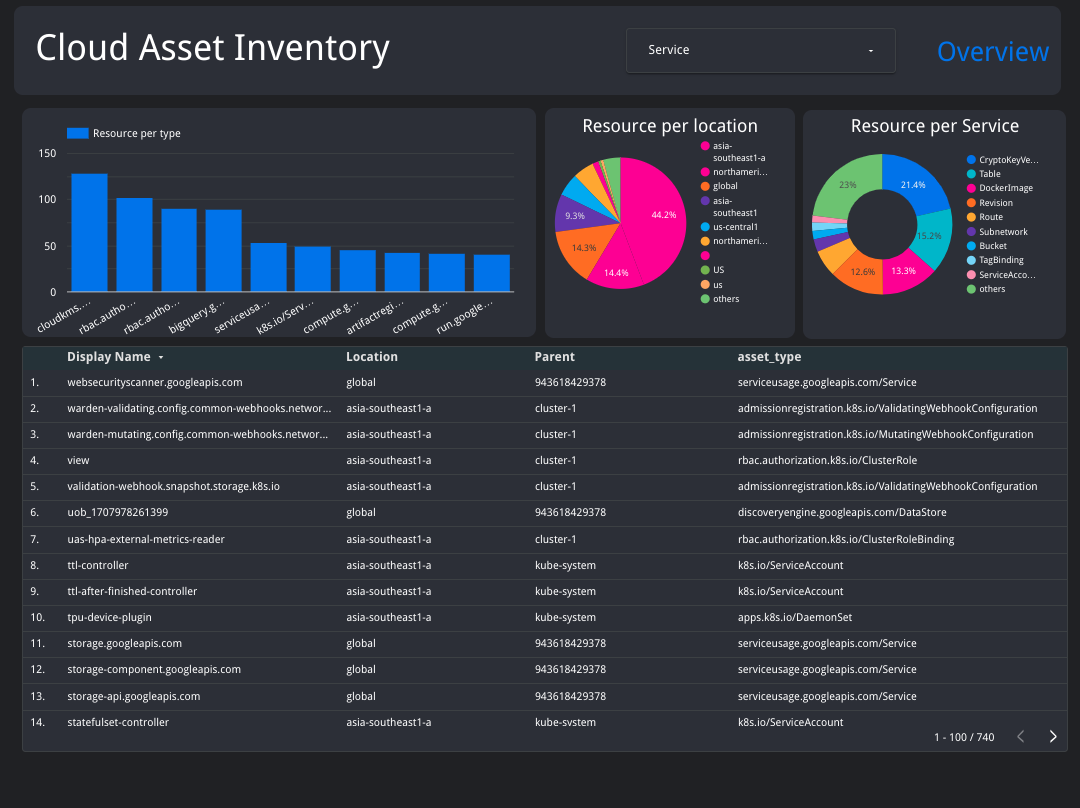 Cloud Asset Inventory
Service
Overview
Resource per type
150
100
50
0
cloudkms....
rbac.autho...
rbac.autho...
bigquery.g...
serviceusa...
k8s.io/Serv...
compute.g...
artifactregi...
compute.g...
run.google...
Resource per location
44.2%
14.4%
14.3%
9.3%
asia-
southeast1-a
northameri...
global
asia-
southeast1
us-central1
northameri...
US
us
others
Resource per Service
21.4%
15.2%
13.3%
12.6%
23%
CryptoKeyVe...
Table
DockerImage
Revision
Route
Subnetwork
Bucket
TagBinding
ServiceAcco...
others
Display Name Location Parent asset_type
1. websecurityscanner.googleapis.com global 943618429378 serviceusage.googleapis.com/Service
2. warden-validating.config.common-webhooks.networ... asia-southeast1-a cluster-1 admissionregistration.k8s.io/ValidatingWebhookConfiguration
3. warden-mutating.config.common-webhooks.networ... asia-southeast1-a cluster-1 admissionregistration.k8s.io/MutatingWebhookConfiguration
4. view asia-southeast1-a cluster-1 rbac.authorization.k8s.io/ClusterRole
5. validation-webhook.snapshot.storage.k8s.io asia-southeast1-a cluster-1 admissionregistration.k8s.io/ValidatingWebhookConfiguration
6. uob_1707978261399 global 943618429378 discoveryengine.googleapis.com/DataStore
7. uas-hpa-external-metrics-reader asia-southeast1-a cluster-1 rbac.authorization.k8s.io/ClusterRoleBinding
8. ttl-controller asia-southeast1-a kube-system k8s.io/ServiceAccount
9. ttl-after-finished-controller asia-southeast1-a kube-system k8s.io/ServiceAccount
10. tpu-device-plugin asia-southeast1-a kube-system apps.k8s.io/DaemonSet
11. storage.googleapis.com global 943618429378 serviceusage.googleapis.com/Service
12. storage-component.googleapis.com global 943618429378 serviceusage.googleapis.com/Service
13. storage-api.googleapis.com global 943618429378 serviceusage.googleapis.com/Service
14. statefulset-controller asia-southeast1-a kube-system k8s.io/ServiceAccount
1 - 100 / 740